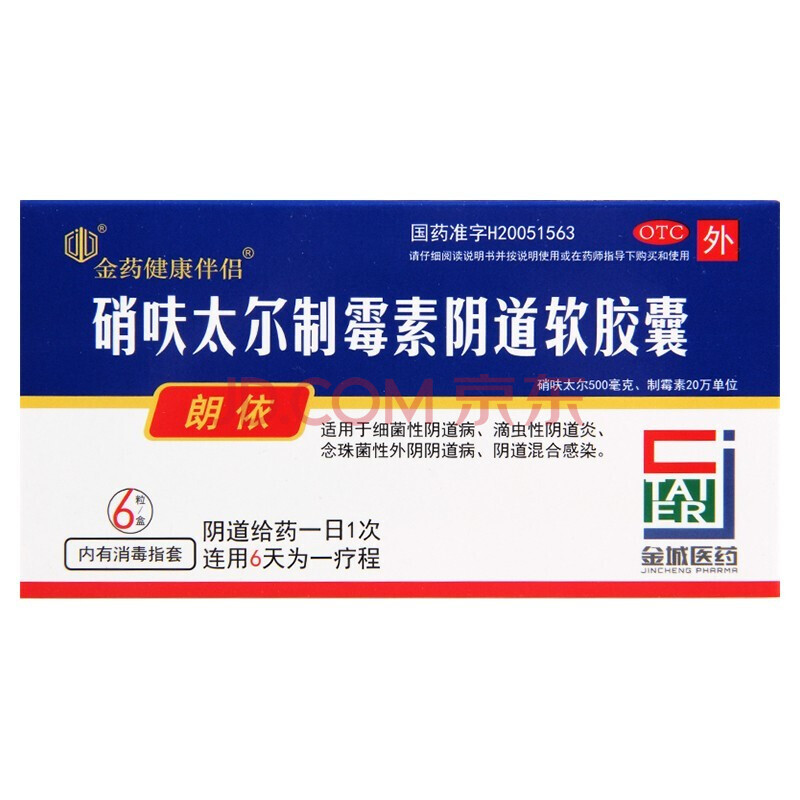 国药准字H20051563
OTC
外
请仔细阅读说明书并按说明使用或在药师指导下购买和使用
金药健康伴侣®
硝呋太尔制霉素阴道软胶囊
硝呋太尔500毫克、制霉素20万单位
朗依
JD.COM 京东
适用于细菌性阴道病、滴虫性阴道炎、
念珠菌性外阴阴道病、阴道混合感染。
6粒/盒
内有消毒指套
阴道给药一日1次
连用6天为一疗程
TAI
ER
金城医药
JINCHENG PHARMA